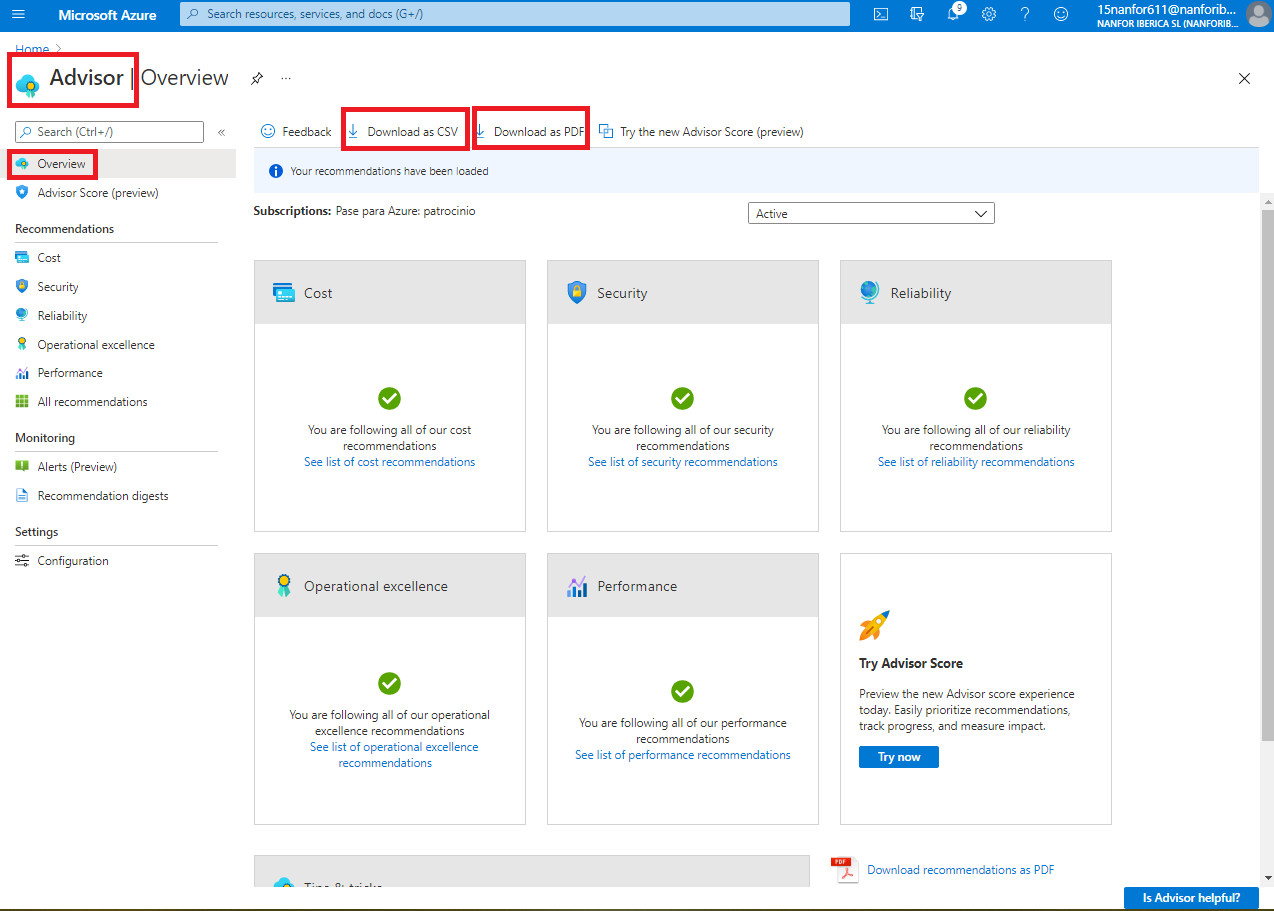 Microsoft Azure
Search resources, services, and docs (G+/)
9
15nanfor611@nanforib...
NANFOR IBERICA SL (NANFORIB...
Home
Advisor | Overview
...
Search (Ctrl+/)
«
Feedback
Download as CSV
Download as PDF
Try the new Advisor Score (preview)
Overview
Your recommendations have been loaded
Advisor Score (preview)
Subscriptions: Pase para Azure: patrocinio
Active
Recommendations
Cost
Security
Reliability
Operational excellence
Performance
All recommendations
Monitoring
Alerts (Preview)
Recommendation digests
Settings
Configuration
Cost
You are following all of our cost
recommendations
See list of cost recommendations
Security
You are following all of our security
recommendations
See list of security recommendations
Reliability
You are following all of our reliability
recommendations
See list of reliability recommendations
Operational excellence
You are following all of our operational
excellence recommendations
See list of operational excellence
recommendations
Performance
You are following all of our performance
recommendations
See list of performance recommendations
Try Advisor Score
Preview the new Advisor score experience
today. Easily prioritize recommendations,
track progress, and measure impact.
Try now
Tips & tricks
PDF
Download recommendations as PDF
Is Advisor helpful?